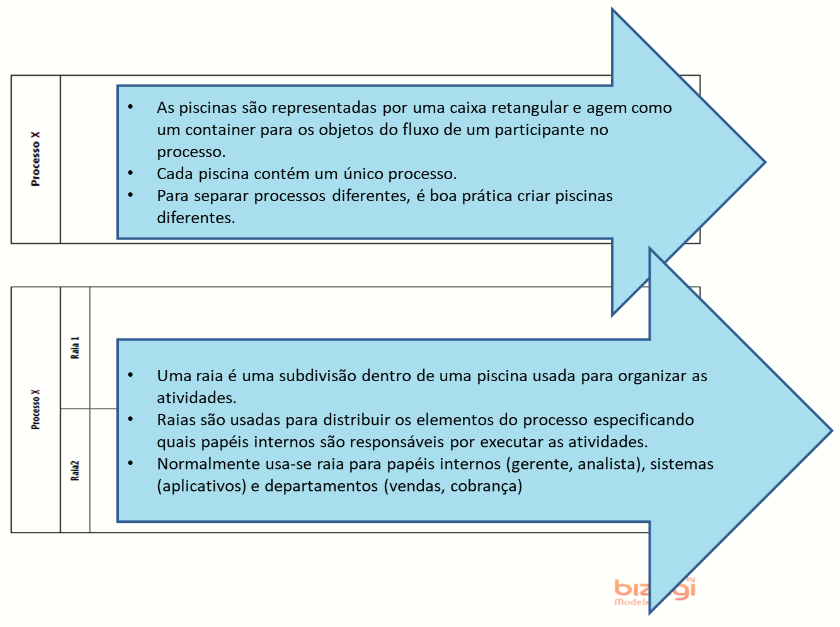 Processo X
• As piscinas são representadas por uma caixa retangular e agem como
um container para os objetos do fluxo de um participante no
processo.
• Cada piscina contém um único processo.
• Para separar processos diferentes, é boa prática criar piscinas
diferentes.
Processo X
Raia 1
Raia2
• Uma raia é uma subdivisão dentro de uma piscina usada para organizar as
atividades.
• Raias são usadas para distribuir os elementos do processo especificando
quais papéis internos são responsáveis por executar as atividades.
• Normalmente usa-se raia para papéis internos (gerente, analista), sistemas
(aplicativos) e departamentos (vendas, cobrança)